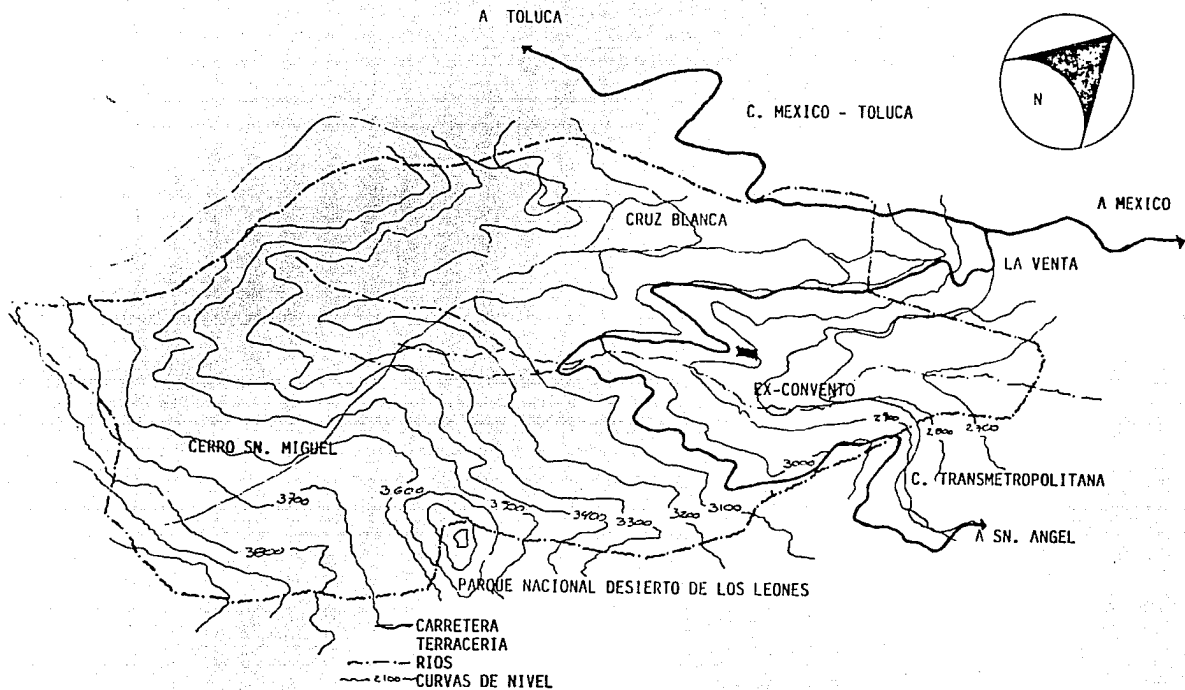 A TOLUCA
C. MEXICO - TOLUCA
N
A MEXICO
CRUZ BLANCA
LA VENTA
EX-CONVENTO
2900
2800
2700
CERRO SN. MIGUEL
3000
C. TRANSMETROPOLITANA
3700
3600
3500
3400
3300
3200
3100
A SN. ANGEL
3800
PARQUE NACIONAL DESIERTO DE LOS LEONES
CARRETERA
TERRACERIA
RIOS
2100 CURVAS DE NIVEL